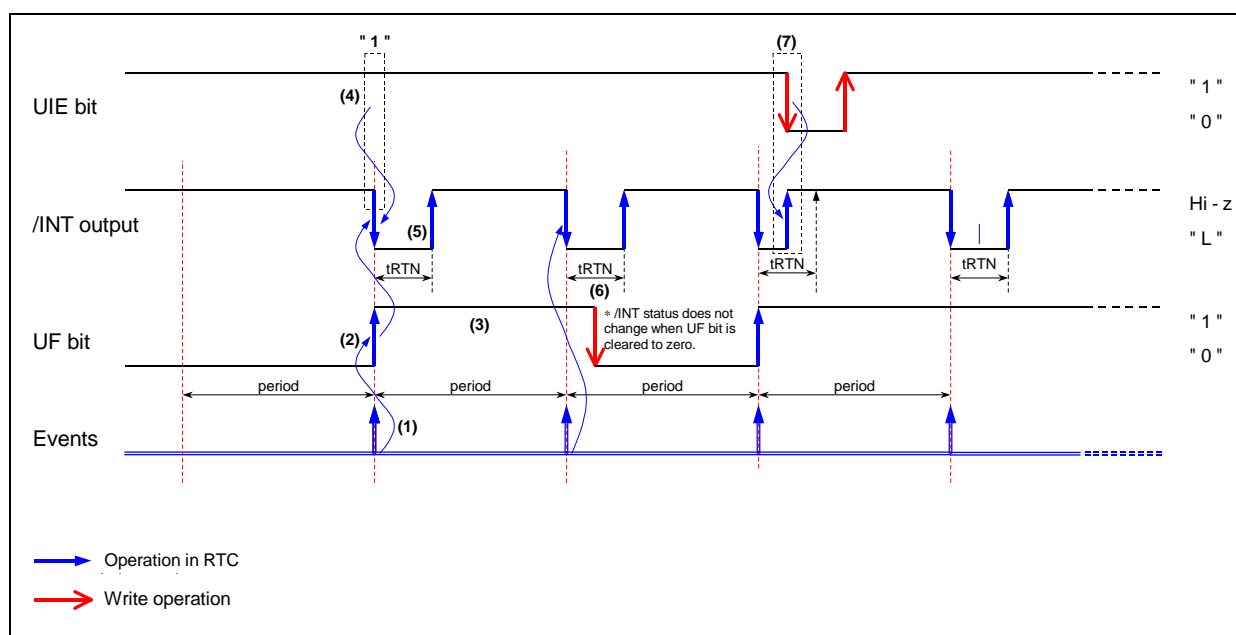 " 1 "
(7)
(4)
UIE bit
" 1 "
" 0 "
/INT output
Hi - z
" L "
(5)
tRTN
tRTN
tRTN
tRTN
(6)
* /INT status does not
change when UF bit is
cleared to zero.
(3)
(2)
UF bit
" 1 "
" 0 "
period
period
period
period
(1)
Events
Operation in RTC
Write operation